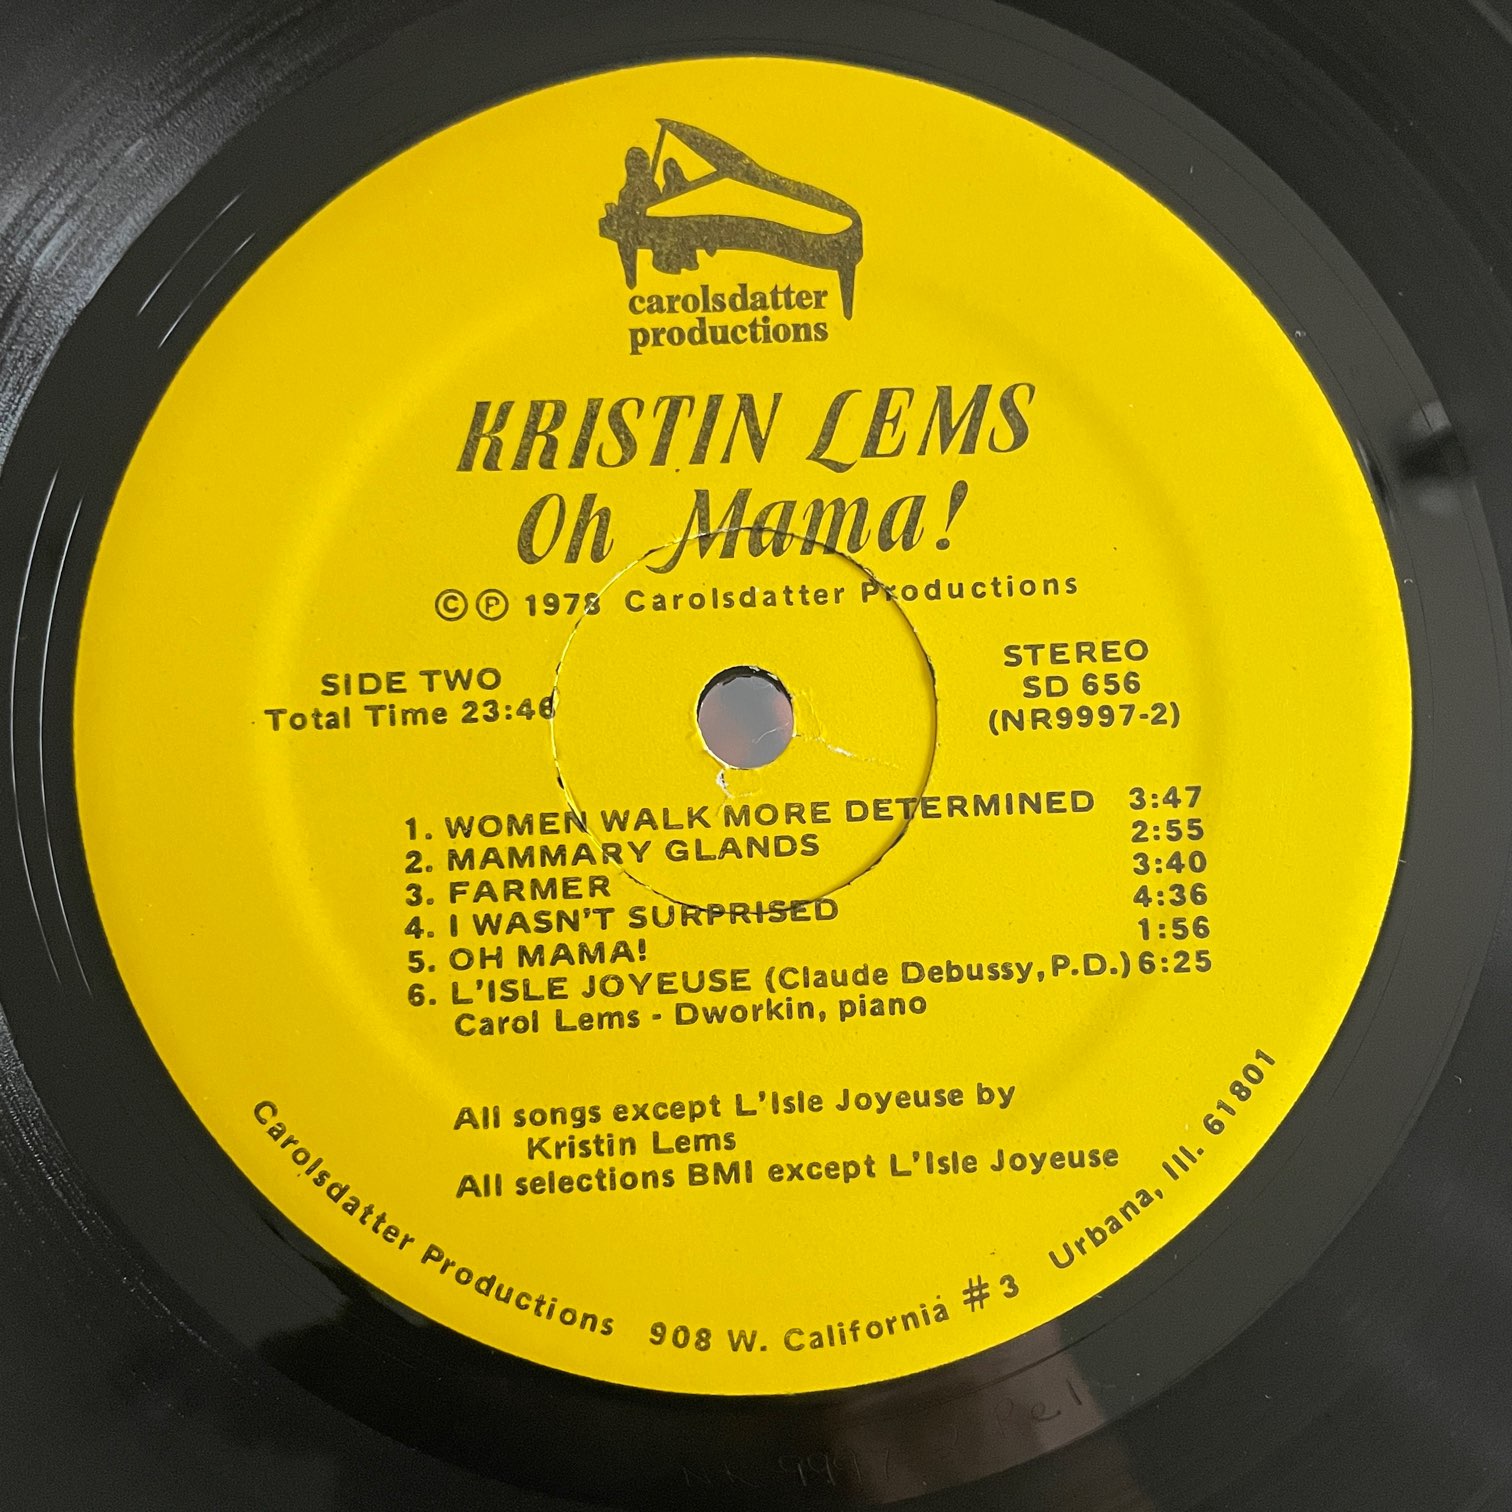 carolsdatter
productions
KRISTIN LEMS
Oh Mama!
©℗ 1978 Carolsdatter Productions
SIDE TWO
Total Time 23:46
STEREO
SD 656
(NR9997-2)
1. WOMEN WALK MORE DETERMINED 3:47
2. MAMMARY GLANDS 2:55
3. FARMER 3:40
4. I WASN'T SURPRISED 4:36
5. OH MAMA! 1:56
6. L'ISLE JOYEUSE (Claude Debussy, P.D.) 6:25
Carol Lems - Dworkin, piano
All songs except L'Isle Joyeuse by
Kristin Lems
All selections BMI except L'Isle Joyeuse
Carolsdatter Productions 908 W. California #3 Urbana, Ill. 61801